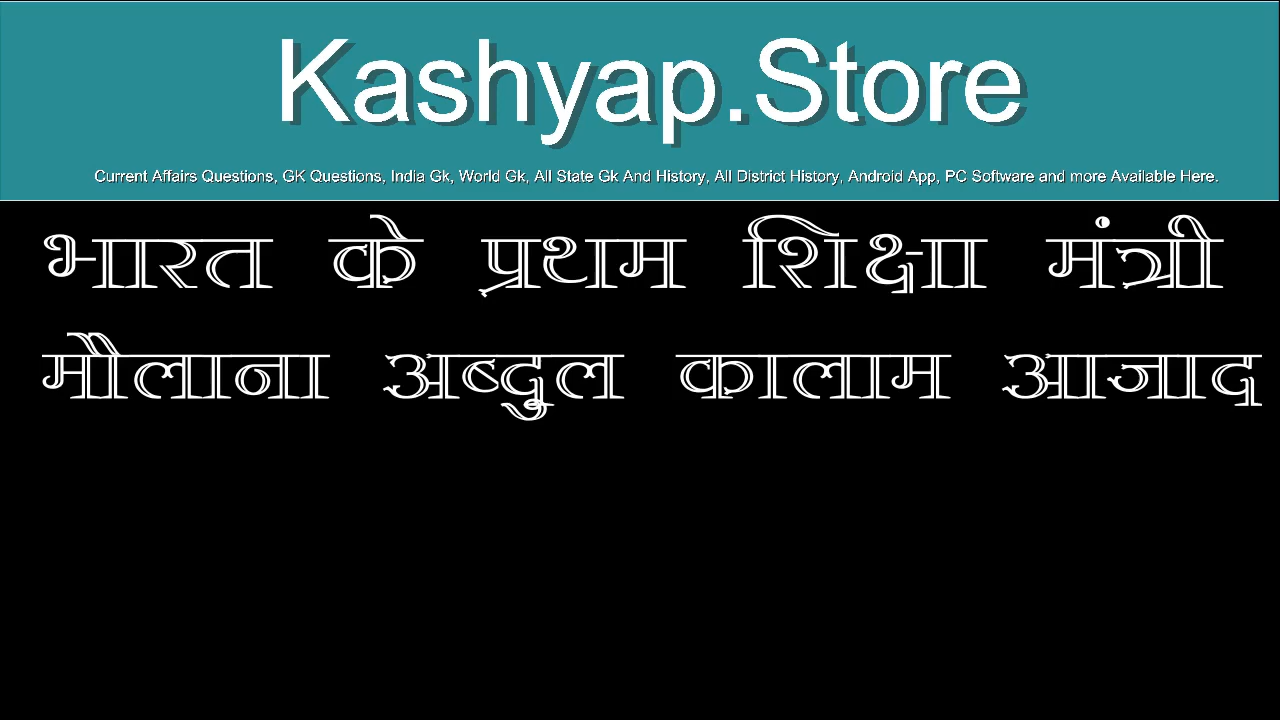 Kashyap.Store
Current Affairs Questions, GK Questions, India Gk, World Gk, All State Gk And History, All District History, Android App, PC Software and more Available Here.
भारत के प्रथम शिक्षा मंत्री
मौलाना अब्दुल कालाम आजाद